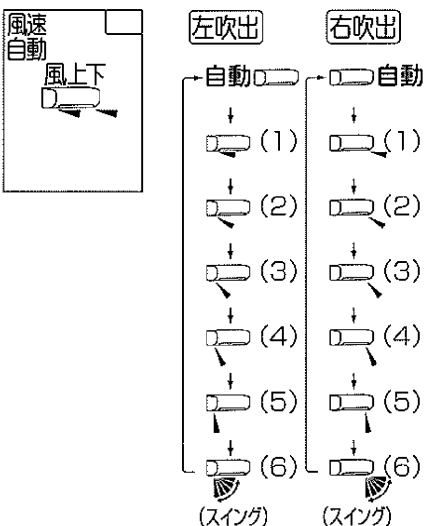 風速
自動
風上下
左吹出
自動
(1)
(2)
(3)
(4)
(5)
(6)
(スイング)
右吹出
自動
(1)
(2)
(3)
(4)
(5)
(6)
(スイング)